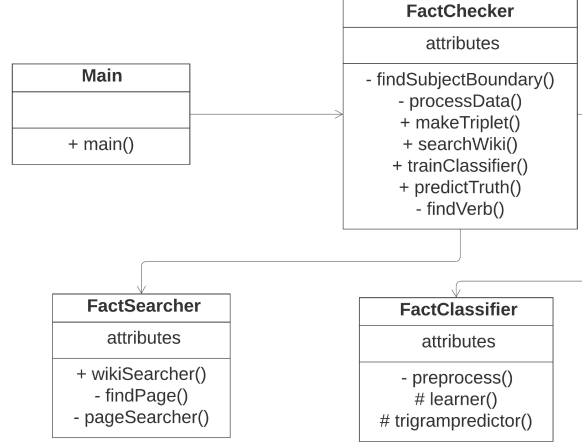 FactChecker
attributes
- findSubjectBoundary()
- processData()
+ makeTriplet()
+ searchWiki()
+ trainClassifier()
+ predictTruth()
- findVerb()
Main
+ main()
FactSearcher
attributes
+ wikiSearcher()
- findPage()
- pageSearcher()
FactClassifier
attributes
- preprocess()
# learner()
# trigrampredictor()